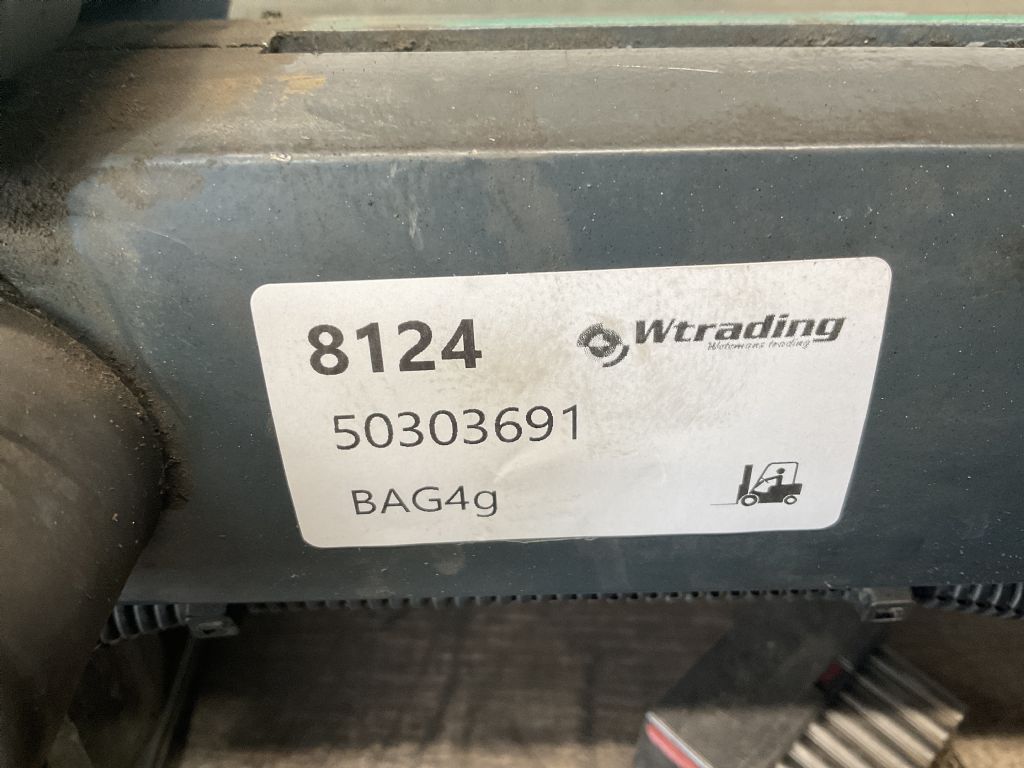 8124
Wtrading
Watermans trading
50303691
BAG4g